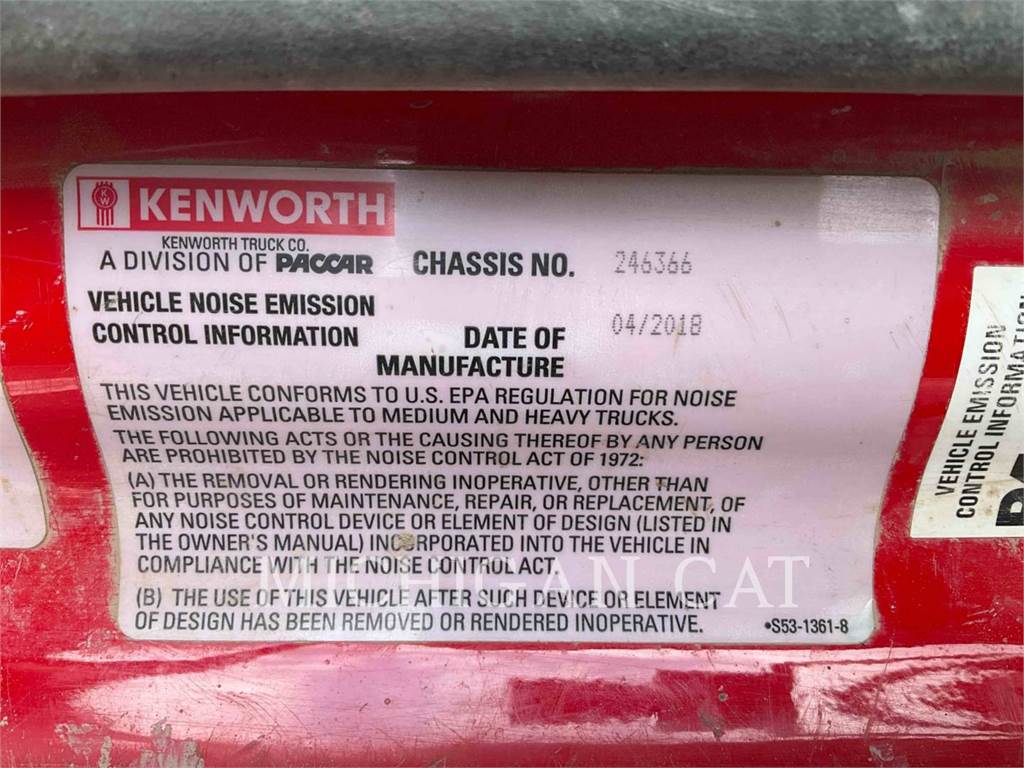 KW KENWORTH
KENWORTH TRUCK CO.
A DIVISION OF PACCAR CHASSIS NO. 246366
VEHICLE NOISE EMISSION
CONTROL INFORMATION
DATE OF
MANUFACTURE
04/2018
THIS VEHICLE CONFORMS TO U.S. EPA REGULATION FOR NOISE
EMISSION APPLICABLE TO MEDIUM AND HEAVY TRUCKS.
THE FOLLOWING ACTS OR THE CAUSING THEREOF BY ANY PERSON
ARE PROHIBITED BY THE NOISE CONTROL ACT OF 1972:
(A) THE REMOVAL OR RENDERING INOPERATIVE, OTHER THAN
FOR PURPOSES OF MAINTENANCE, REPAIR, OR REPLACEMENT, OF
ANY NOISE CONTROL DEVICE OR ELEMENT OF DESIGN (LISTED IN
THE OWNER'S MANUAL) INCORPORATED INTO THE VEHICLE IN
COMPLIANCE WITH THE NOISE CONTROL ACT.
(B) THE USE OF THIS VEHICLE AFTER SUCH DEVICE OR ELEMENT
OF DESIGN HAS BEEN REMOVED OR RENDERED INOPERATIVE.
•S53-1361-8
MICHIGAN CAT
VEHICLE EMISSION
CONTROL INFORMATION